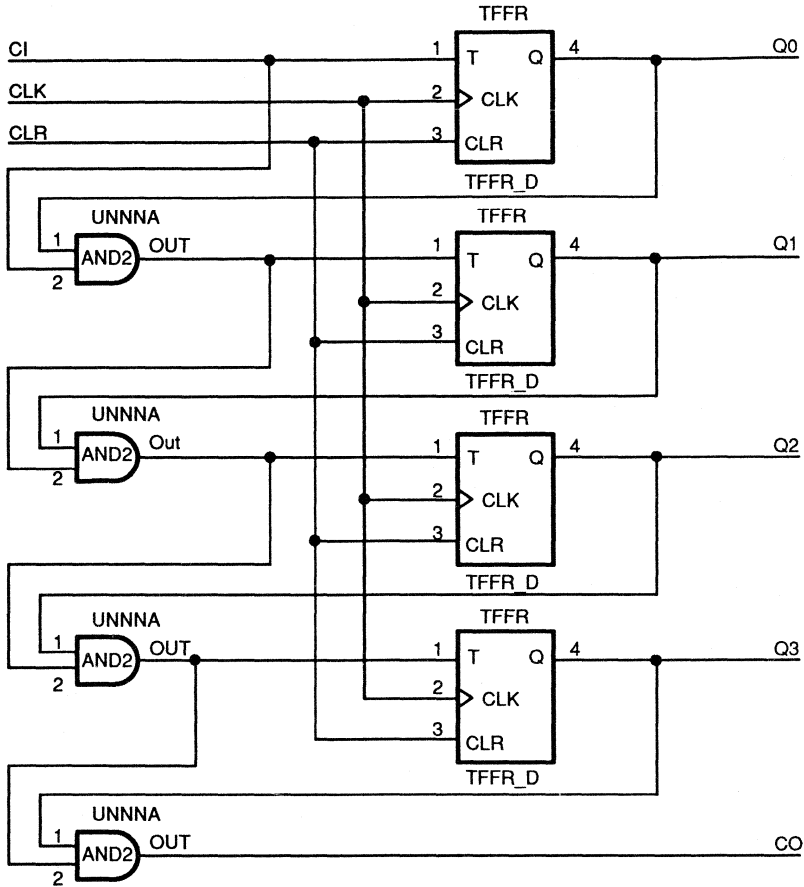 TFFR
CI 1 T Q 4 Q0
CLK 2 CLK
CLR 3 CLR
TFFR_D
UNNNA TFFR
1 AND2 OUT 1 T Q 4 Q1
2 2 CLK
3 CLR
TFFR_D
UNNNA TFFR
1 AND2 Out 1 T Q 4 Q2
2 2 CLK
3 CLR
TFFR_D
UNNNA TFFR
1 AND2 OUT 1 T Q 4 Q3
2 2 CLK
3 CLR
TFFR_D
UNNNA
1 AND2 OUT CO
2